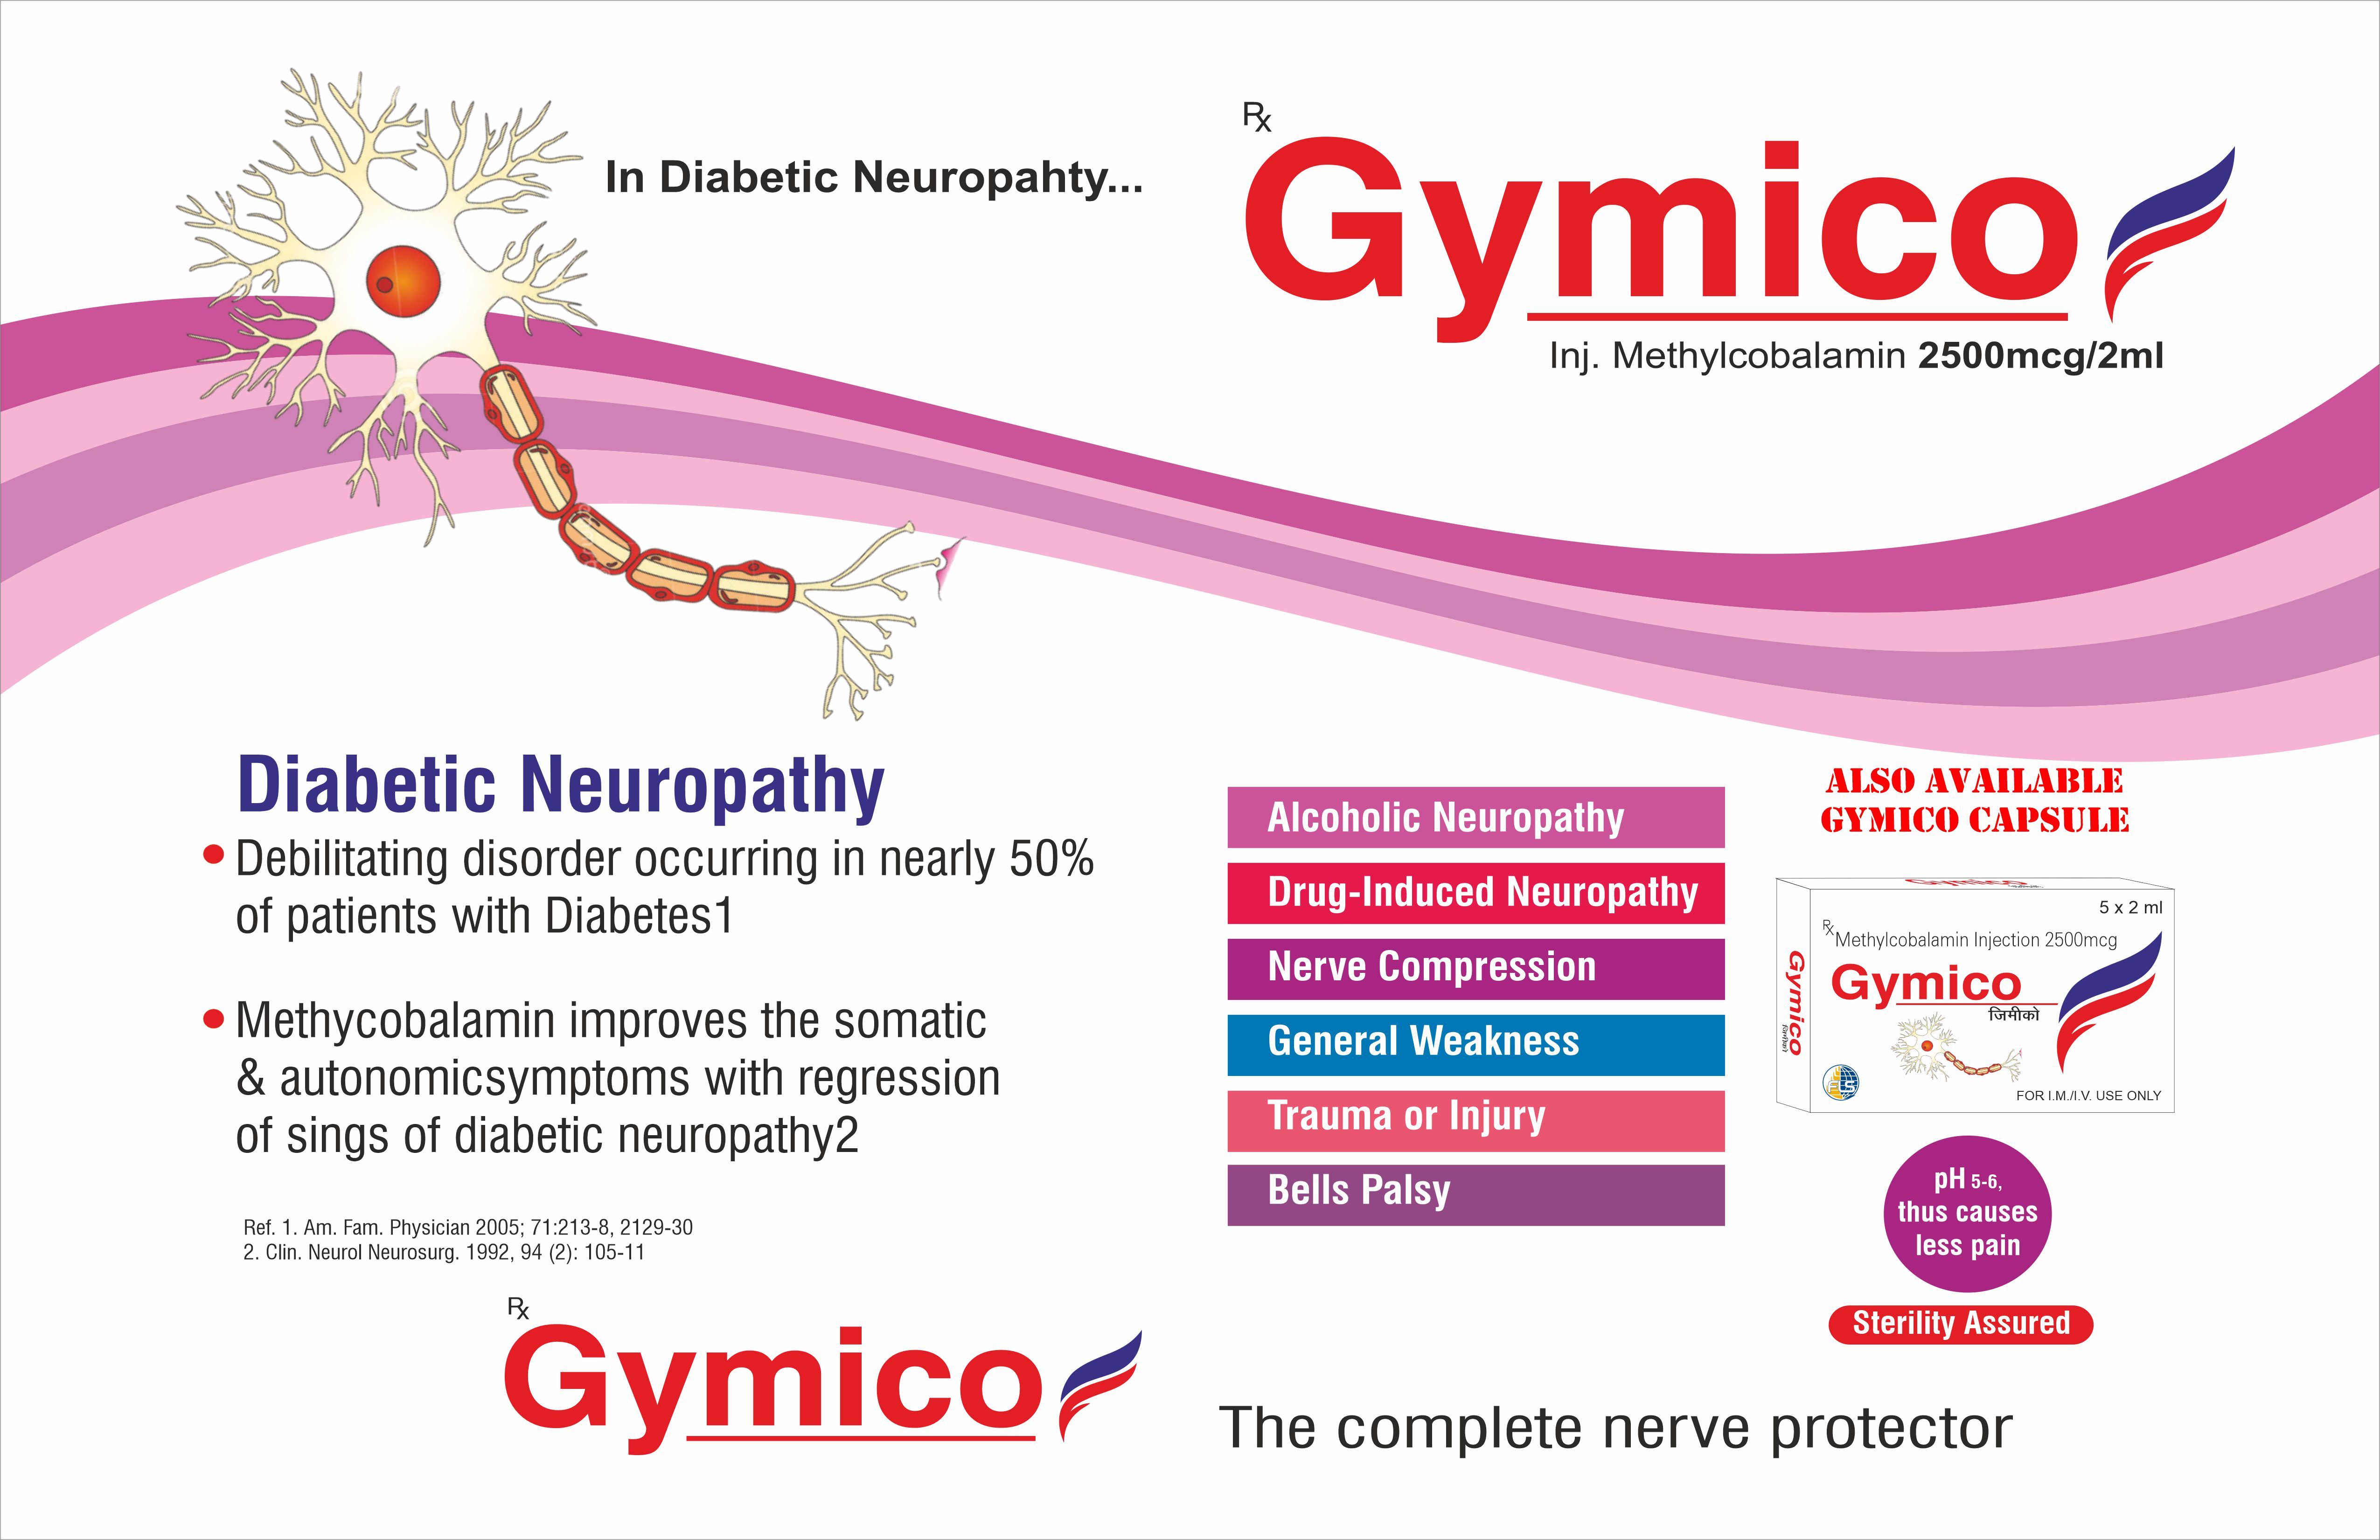 In Diabetic Neuropahty...
Rx
Gymico
Inj. Methylcobalamin 2500mcg/2ml
Diabetic Neuropathy
• Debilitating disorder occurring in nearly 50%
of patients with Diabetes1
• Methycobalamin improves the somatic
& autonomicsymptoms with regression
of sings of diabetic neuropathy2
Ref. 1. Am. Fam. Physician 2005; 71:213-8, 2129-30
2. Clin. Neurol Neurosurg. 1992, 94 (2): 105-11
Rx
Gymico
Alcoholic Neuropathy
Drug-Induced Neuropathy
Nerve Compression
General Weakness
Trauma or Injury
Bells Palsy
ALSO AVAILABLE
GYMICO CAPSULE
Gymico
5 x 2 ml
Rx
Methylcobalamin Injection 2500mcg
Gymico
जिमीको
FOR I.M./I.V. USE ONLY
Gymico
pH 5-6,
thus causes
less pain
Sterility Assured
The complete nerve protector